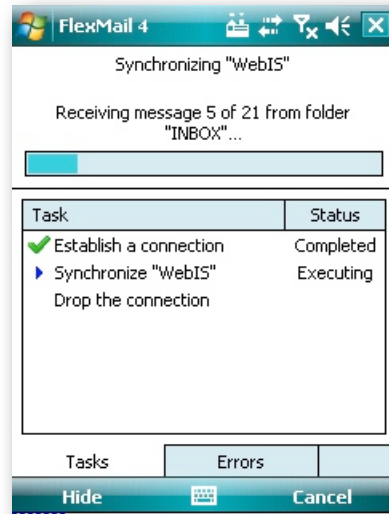 FlexMail 4
Synchronizing "WebIS"
Receiving message 5 of 21 from folder
"INBOX"...
Task Status
Establish a connection Completed
Synchronize "WebIS" Executing
Drop the connection
Tasks Errors
Hide Cancel